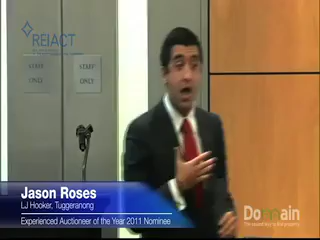 REIACT
STAFF ONLY
STAFF ONLY
Jason Roses
LJ Hooker, Tuggeranong
Experienced Auctioneer of the Year 2011 Nominee
Domain